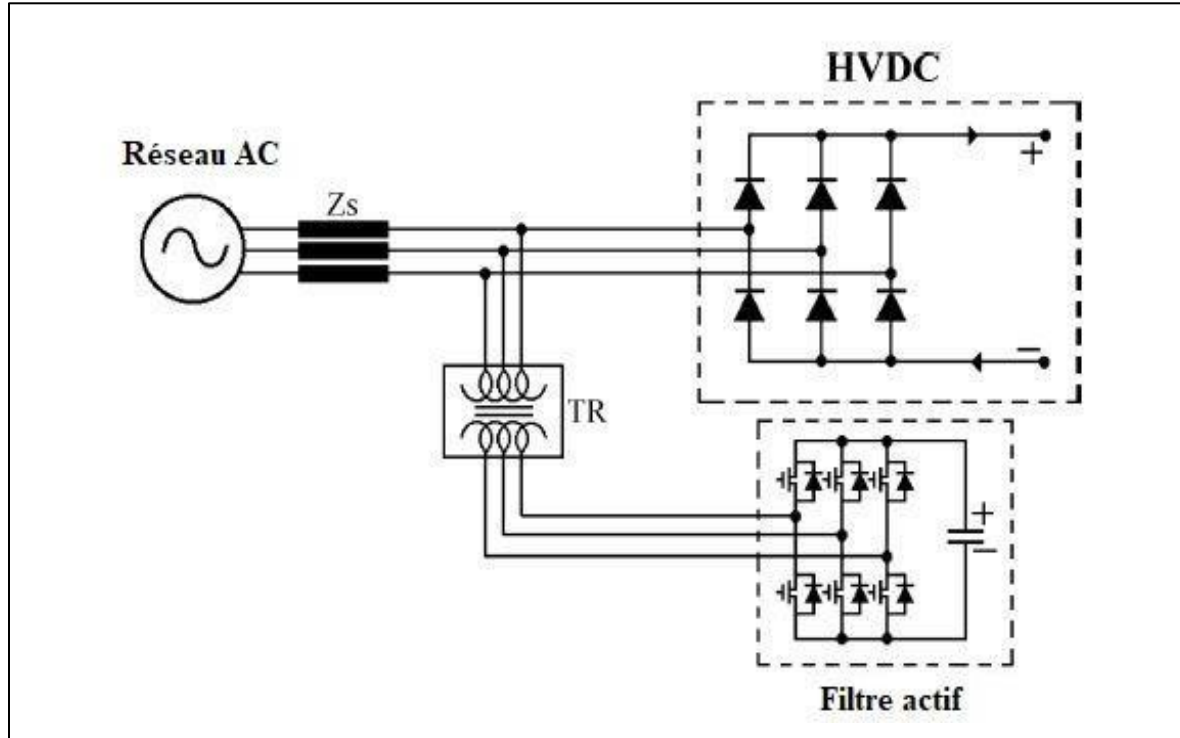 HVDC
Réseau AC
Zs
+
−
TR
+
−
Filtre actif